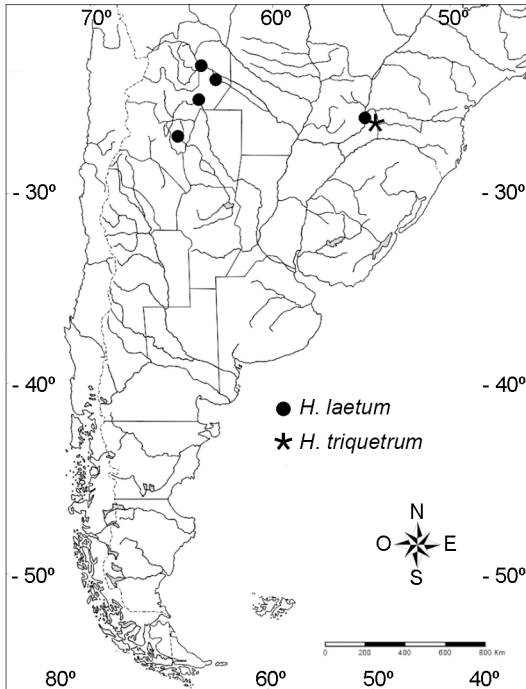 70º 60º 50º
- 30º - 30º
- 40º - 40º
H. laetum
H. triquetrum
N
O E
S
- 50º - 50º
0 200 400 600 800 Km
80º 60º 50º 40º